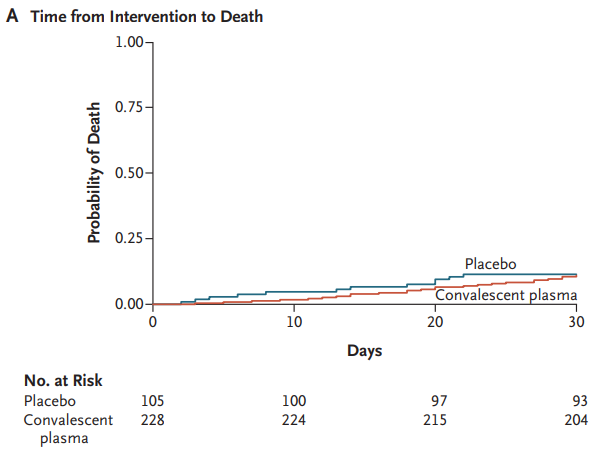 A Time from Intervention to Death
1.00
0.75
0.50
0.25
0.00
Probability of Death
Placebo
Convalescent plasma
0 10 20 30
Days
No. at Risk
Placebo 105 100 97 93
Convalescent 228 224 215 204
plasma